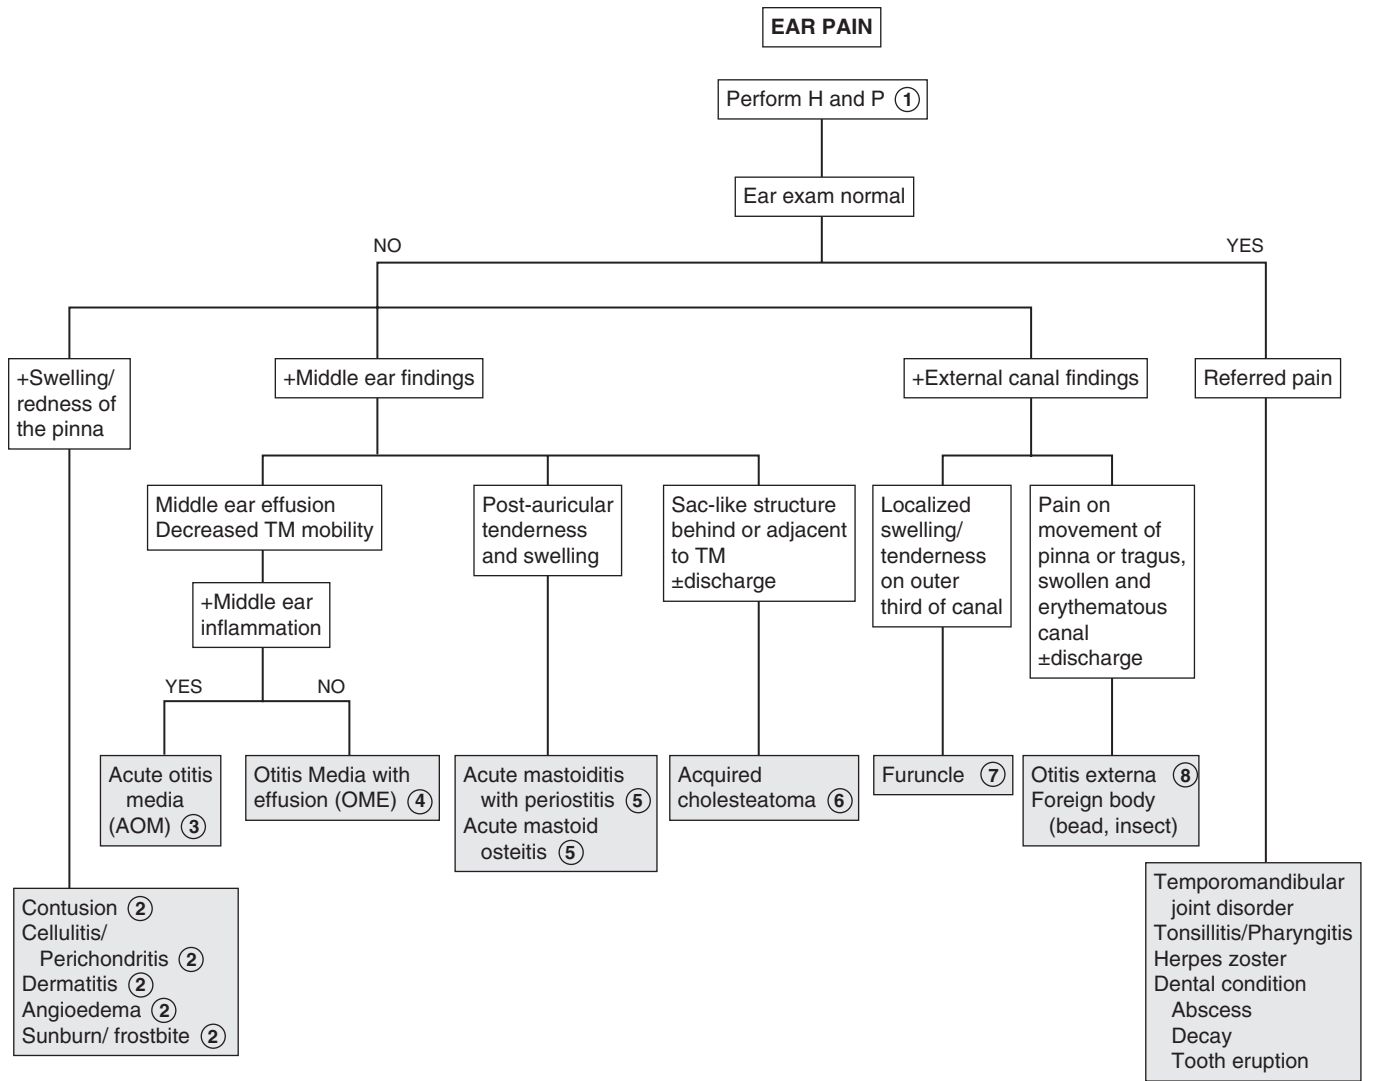 EAR PAIN
Perform H and P 1
Ear exam normal
NO
YES
+Swelling/
redness of
the pinna
+Middle ear findings
+External canal findings
Referred pain
Middle ear effusion
Decreased TM mobility
Post-auricular
tenderness
and swelling
Sac-like structure
behind or adjacent
to TM
±discharge
Localized
swelling/
tenderness
on outer
third of canal
Pain on
movement of
pinna or tragus,
swollen and
erythematous
canal
±discharge
+Middle ear
inflammation
YES
NO
Acute otitis
media
(AOM) 3
Otitis Media with
effusion (OME) 4
Acute mastoiditis
with periostitis 5
Acute mastoid
osteitis 5
Acquired
cholesteatoma 6
Furuncle 7
Otitis externa 8
Foreign body
(bead, insect)
Contusion 2
Cellulitis/
Perichondritis 2
Dermatitis 2
Angioedema 2
Sunburn/ frostbite 2
Temporomandibular
joint disorder
Tonsillitis/Pharyngitis
Herpes zoster
Dental condition
Abscess
Decay
Tooth eruption